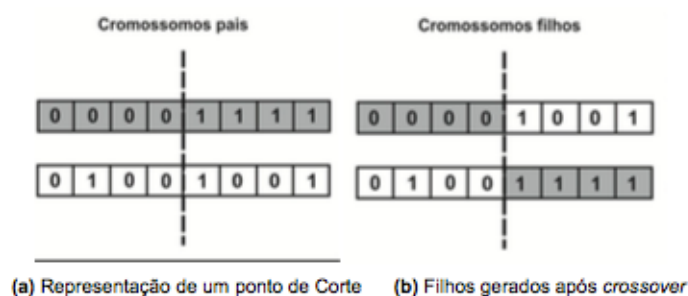 Cromossomos pais
Cromossomos filhos
0 0 0 0 1 1 1 1
0 0 0 0 1 0 0 1
0 1 0 0 1 0 0 1
0 1 0 0 1 1 1 1
(a) Representação de um ponto de Corte
(b) Filhos gerados após crossover